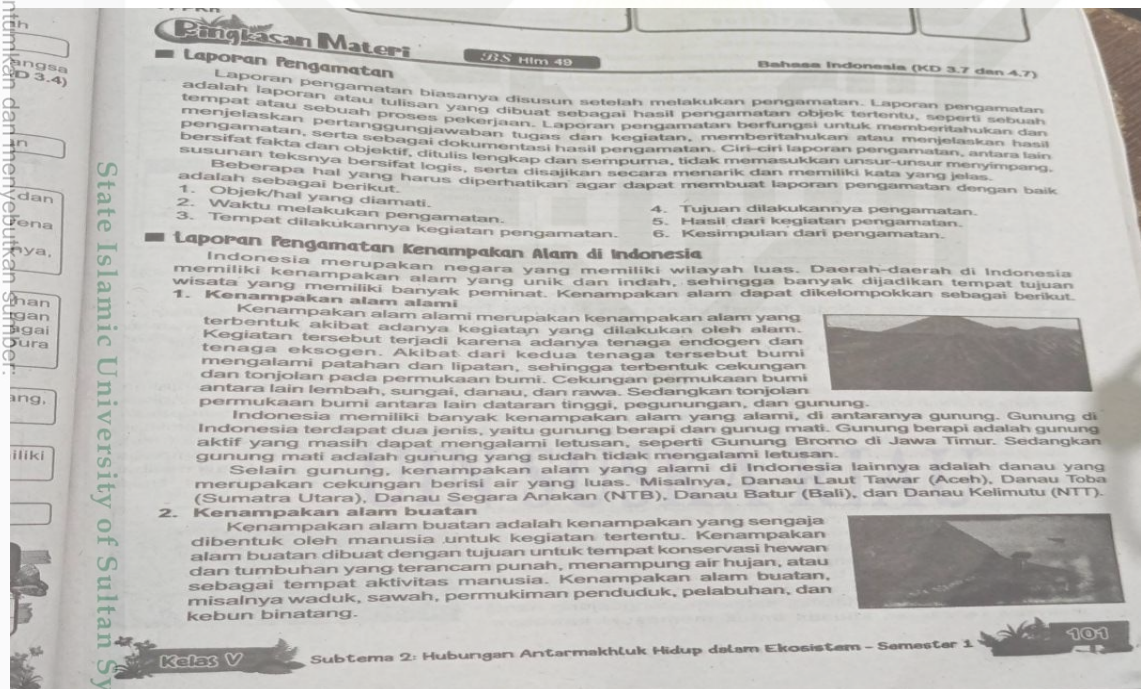 Ringkasan Materi
BS Hlm 49
Bahasa Indonesia (KD 3.7 dan 4.7)
Laporan Pengamatan
Laporan pengamatan biasanya disusun setelah melakukan pengamatan. Laporan pengamatan
adalah laporan atau tulisan yang dibuat sebagai hasil pengamatan objek tertentu, seperti sebuah
tempat atau sebuah proses pekerjaan. Laporan pengamatan berfungsi untuk memberitahukan dan
menjelaskan pertanggungjawaban tugas dan kegiatan, memberitahukan atau menjelaskan hasil
pengamatan, serta sebagai dokumentasi hasil pengamatan. Ciri-ciri laporan pengamatan, antara lain
bersifat fakta dan objektif, ditulis lengkap dan sempurna, tidak memasukkan unsur-unsur menyimpang,
susunan teksnya bersifat logis, serta disajikan secara menarik dan memiliki kata yang jelas.
Beberapa hal yang harus diperhatikan agar dapat membuat laporan pengamatan dengan baik
adalah sebagai berikut.
1. Objek/hal yang diamati.
2. Waktu melakukan pengamatan.
3. Tempat dilakukannya kegiatan pengamatan.
4. Tujuan dilakukannya pengamatan.
5. Hasil dari kegiatan pengamatan.
6. Kesimpulan dari pengamatan.
Laporan Pengamatan Kenampakan Alam di Indonesia
Indonesia merupakan negara yang memiliki wilayah luas. Daerah-daerah di Indonesia
memiliki kenampakan alam yang unik dan indah, sehingga banyak dijadikan tempat tujuan
wisata yang memiliki banyak peminat. Kenampakan alam dapat dikelompokkan sebagai berikut.
1. Kenampakan alam alami
Kenampakan alam alami merupakan kenampakan alam yang
terbentuk akibat adanya kegiatan yang dilakukan oleh alam.
Kegiatan tersebut terjadi karena adanya tenaga endogen dan
tenaga eksogen. Akibat dari kedua tenaga tersebut bumi
mengalami patahan dan lipatan, sehingga terbentuk cekungan
dan tonjolan pada permukaan bumi. Cekungan permukaan bumi
antara lain lembah, sungai, danau, dan rawa. Sedangkan tonjolan
permukaan bumi antara lain dataran tinggi, pegunungan, dan gunung.
Indonesia memiliki banyak kenampakan alam yang alami, di antaranya gunung. Gunung di
Indonesia terdapat dua jenis, yaitu gunung berapi dan gunug mati. Gunung berapi adalah gunung
aktif yang masih dapat mengalami letusan, seperti Gunung Bromo di Jawa Timur. Sedangkan
gunung mati adalah gunung yang sudah tidak mengalami letusan.
Selain gunung, kenampakan alam yang alami di Indonesia lainnya adalah danau yang
merupakan cekungan berisi air yang luas. Misalnya, Danau Laut Tawar (Aceh), Danau Toba
(Sumatra Utara), Danau Segara Anakan (NTB), Danau Batur (Bali), dan Danau Kelimutu (NTT).
2. Kenampakan alam buatan
Kenampakan alam buatan adalah kenampakan yang sengaja
dibentuk oleh manusia untuk kegiatan tertentu. Kenampakan
alam buatan dibuat dengan tujuan untuk tempat konservasi hewan
dan tumbuhan yang terancam punah, menampung air hujan, atau
sebagai tempat aktivitas manusia. Kenampakan alam buatan,
misalnya waduk, sawah, permukiman penduduk, pelabuhan, dan
kebun binatang.
Kelas V
Subtema 2: Hubungan Antarmakhluk Hidup dalam Ekosistem - Semester 1
101
angsa
D 3.4)
dan
ena
nya,
han
gan
agai
pura
ang,
iliki
ntumkan dan menyebutkan sumber:
State Islamic University of Sultan Sy